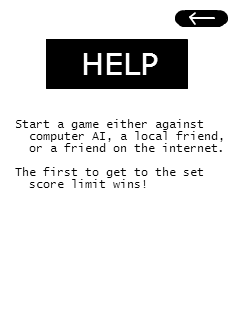 HELP
Start a game either against
computer AI, a local friend,
or a friend on the internet.
The first to get to the set
score limit wins!